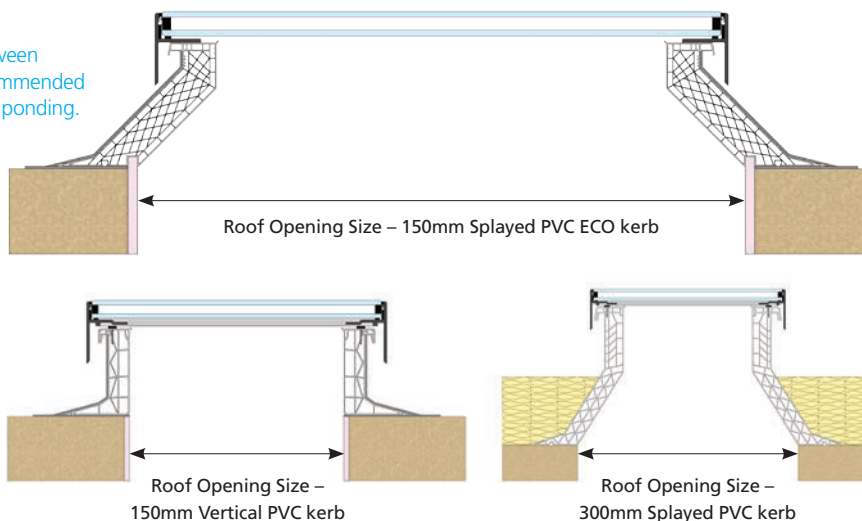 mmended
ponding.
Roof Opening Size – 150mm Splayed PVC ECO kerb
Roof Opening Size –
150mm Vertical PVC kerb
Roof Opening Size –
300mm Splayed PVC kerb